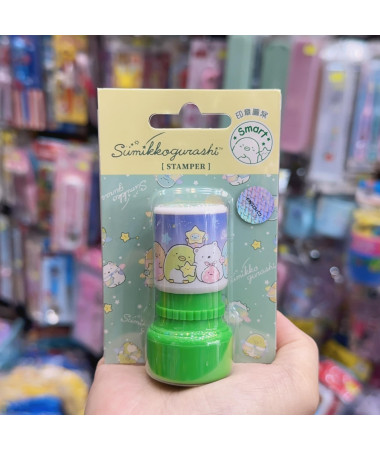 印章圖案
Smart
Sumikkogurashi
[ STAMPER ]